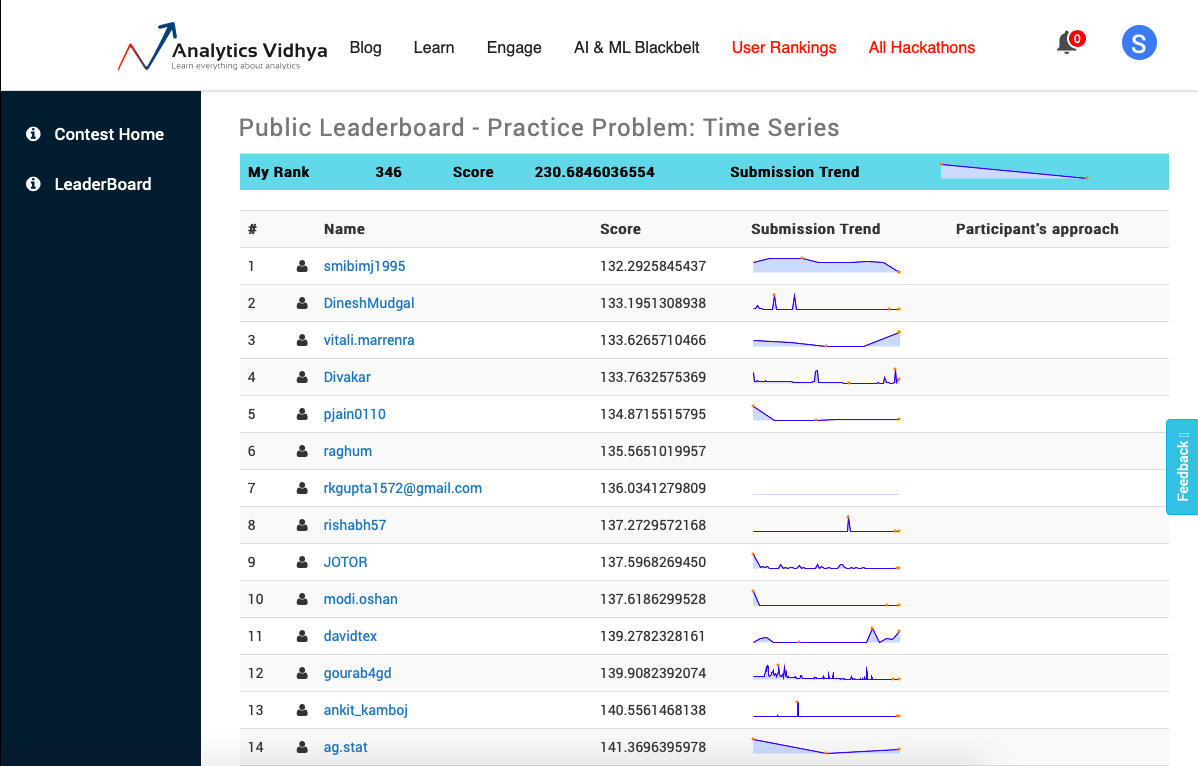 Analytics Vidhya
Learn everything about analytics
Blog Learn Engage AI & ML Blackbelt User Rankings All Hackathons 0 S
Contest Home
LeaderBoard
Public Leaderboard - Practice Problem: Time Series
My Rank 346 Score 230.6846036554 Submission Trend
# Name Score Submission Trend Participant's approach
1 smibimj1995 132.2925845437
2 DineshMudgal 133.1951308938
3 vitali.marrenra 133.6265710466
4 Divakar 133.7632575369
5 pjain0110 134.8715515795
6 raghum 135.5651019957
7 rkgupta1572@gmail.com 136.0341279809
8 rishabh57 137.2729572168
9 JOTOR 137.5968269450
10 modi.oshan 137.6186299528
11 davidtex 139.2782328161
12 gourab4gd 139.9082392074
13 ankit_kamboj 140.5561468138
14 ag.stat 141.3696395978
Feedback